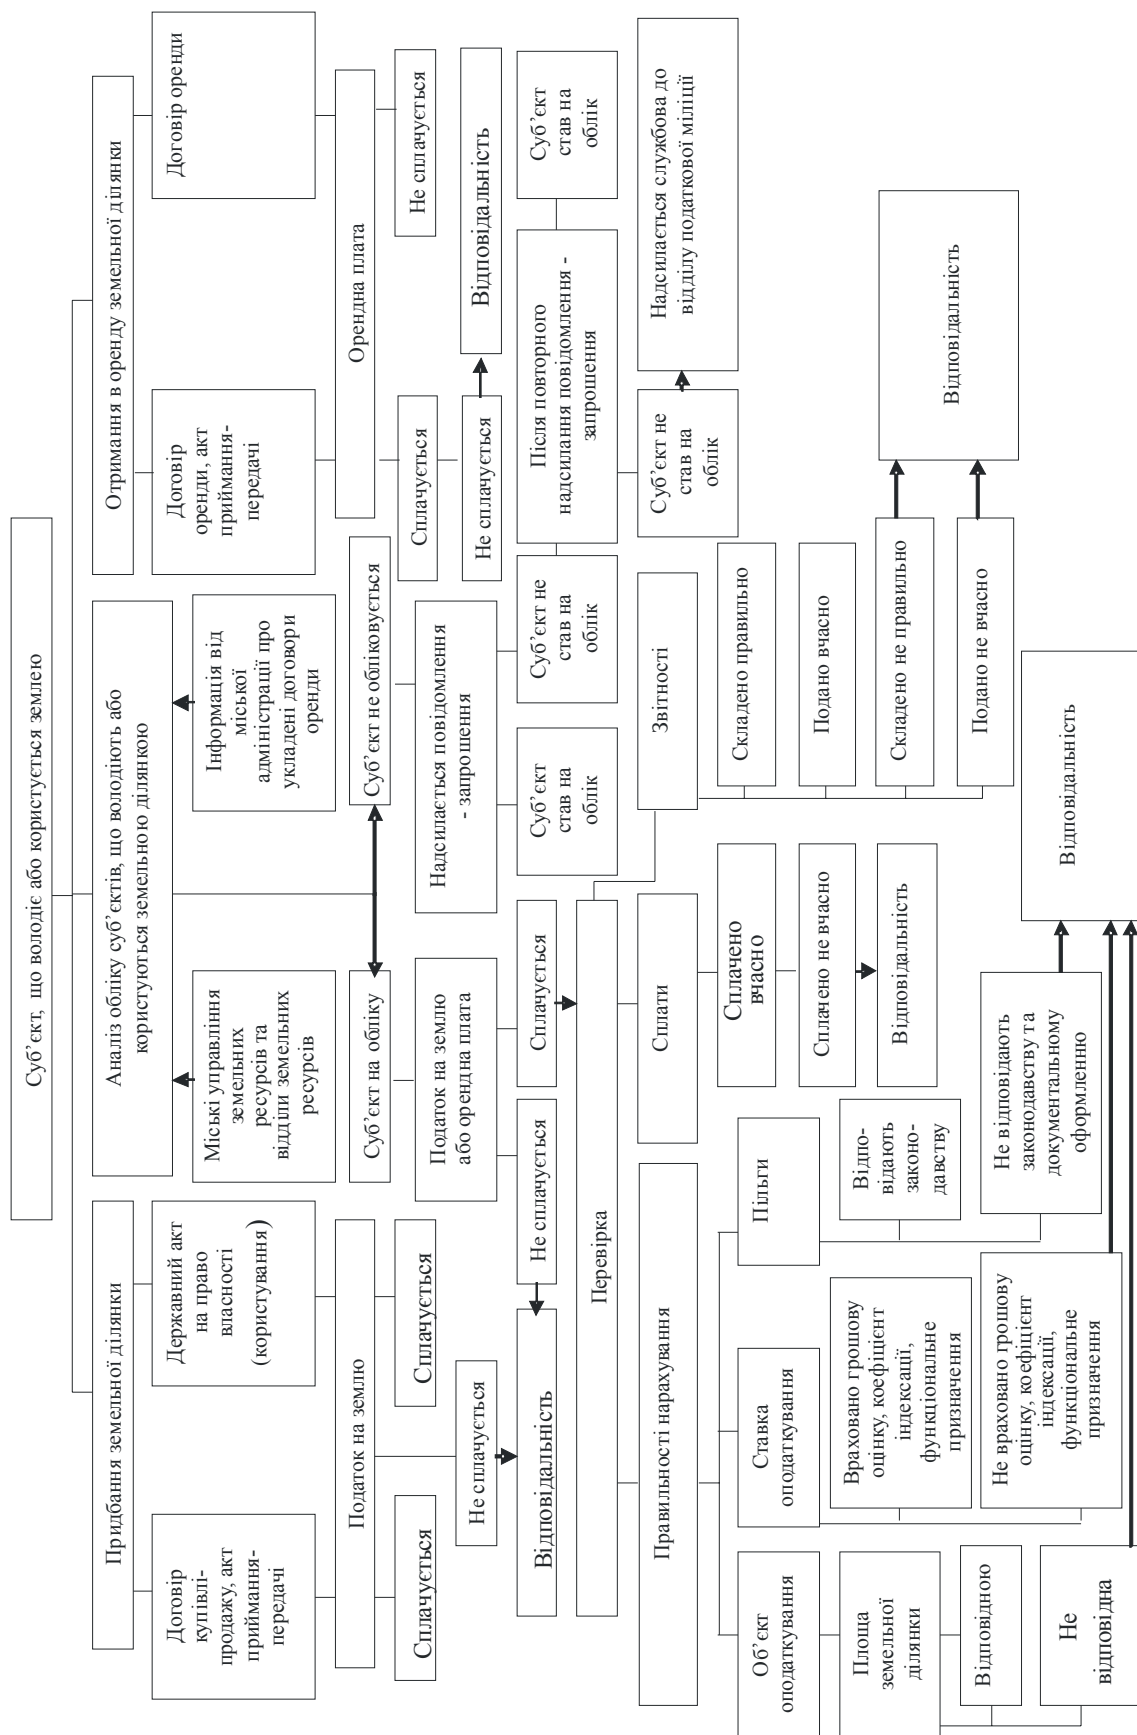 Суб’єкт, що володіє або користується землею
Придбання земельної ділянки
Аналіз обліку суб’єктів, що володіють або
користуються земельною ділянкою
Отримання в оренду земельної ділянки
Договір
купівлі-
продажу, акт
приймання-
передачі
Державний акт
на право
власності
(користування)
Міські управління
земельних
ресурсів та
відділи земельних
ресурсів
Інформація від
міської
адміністрації про
укладені договори
оренди
Договір
оренди, акт
приймання-
передачі
Договір оренди
Податок на землю
Суб’єкт на обліку
Суб’єкт не обліковується
Орендна плата
Сплачується
Сплачується
Податок на землю
або орендна плата
Надсилається повідомлення
- запрошення
Сплачується
Не сплачується
Не сплачується
Не сплачується
Відповідальність
Відповідальність
Не сплачується
Сплачується
Суб’єкт
став на
облік
Суб’єкт не
став на
облік
Після повторного
надсилання повідомлення -
запрошення
Суб’єкт
став на
облік
Перевірка
Правильності нарахування
Сплати
Звітності
Суб’єкт не
став на
облік
Надсилається службова до
відділу податкової міліції
Об’єкт
оподаткування
Ставка
оподаткування
Пільги
Сплачено
вчасно
Складено правильно
Площа
земельної
ділянки
Враховано грошову
оцінку, коефіцієнт
індексації,
функціональне
призначення
Відпо-
відають
законо-
давству
Сплачено не вчасно
Подано вчасно
Відповідальність
Складено не правильно
Відповідальність
Відповідною
Не враховано грошову
оцінку, коефіцієнт
індексації,
функціональне
призначення
Не відповідають
законодавству та
документальному
оформленню
Подано не вчасно
Не
відповідна
Відповідальність